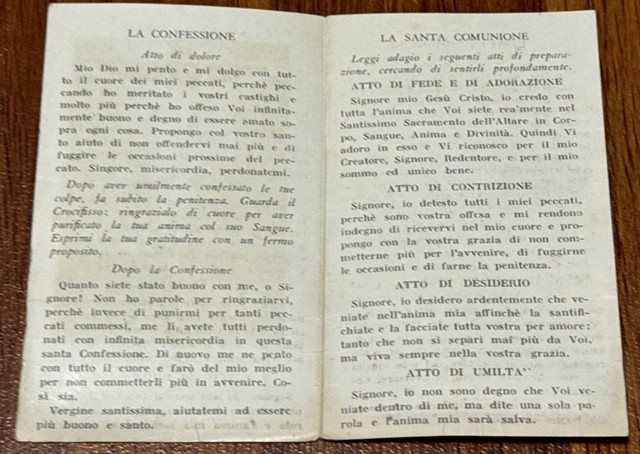 LA CONFESSIONE
Atto di dolore
Mio Dio mi pento e mi dolgo con tut-
to il cuore dei miei peccati, perchè pec-
cando ho meritato i vostri castighi e
molto più perchè ho offeso Voi infinita-
mente buono e degno di essere amato so-
pra ogni cosa. Propongo col vostro san-
to aiuto di non offendervi mai più e di
fuggire le occasioni prossime del pec-
cato. Singore, misericordia, perdonatemi.
Dopo aver umilmente confessato le tue
colpe, fa subito la penitenza. Guarda il
Crocifisso: ringrazialo di cuore per aver
purificato la tua anima col suo Sangue.
Esprimi la tua gratitudine con un fermo
proposito.
Dopo la Confessione
Quanto siete stato buono con me, o Si-
gnore! Non ho parole per ringraziarvi,
perchè invece di punirmi per tanti pec-
cati commessi, me li avete tutti perdo-
nati con infinita misericordia in questa
santa Confessione. Di nuovo me ne pento
con tutto il cuore e farò del mio meglio
per non commetterli più in avvenire. Co-
sì sia.
Vergine santissima, aiutatemi ad essere
più buono e santo.
LA SANTA COMUNIONE
Leggi adagio i seguenti atti di prepara-
zione, cercando di sentirli profondamente.
ATTO DI FEDE E DI ADORAZIONE
Signore mio Gesù Cristo, io credo con
tutta l'anima che Voi siete rea'mente nel
Santissimo Sacramento dell'Altare in Cor-
po, Sangue, Anima e Divinità. Quindi Vi
adoro in esso e Vi riconosco per il mio
Creatore, Signore, Redentore, e per il mio
sommo ed unico bene.
ATTO DI CONTRIZIONE
Signore, io detesto tutti i miei peccati,
perchè sono vostra offesa e mi rendono
indegno di ricevervi nel mio cuore e pro-
pongo con la vostra grazia di non com-
metterne più per l'avvenire, di fuggirne
le occasioni e di farne la penitenza.
ATTO DI DESIDERIO
Signore, io desidero ardentemente che ve-
niate nell'anima mia affinchè la santifi-
chiate e la facciate tutta vostra per amore:
tanto che non si separi mai più da Voi,
ma viva sempre nella vostra grazia.
ATTO DI UMILTA'
Signore, io non sono degno che Voi ve-
niate dentro di me, ma dite una sola pa-
rola e l'anima mia sarà salva.